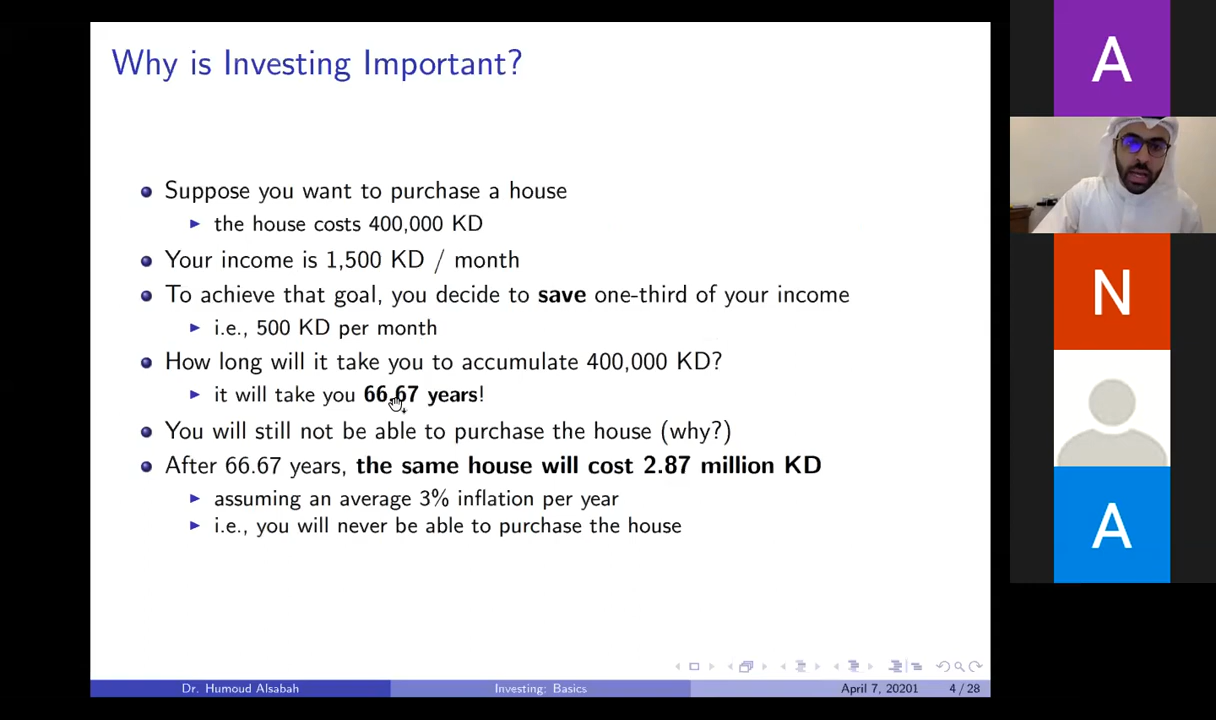 Why is Investing Important?
Suppose you want to purchase a house
the house costs 400,000 KD
Your income is 1,500 KD / month
To achieve that goal, you decide to save one-third of your income
i.e., 500 KD per month
How long will it take you to accumulate 400,000 KD?
it will take you 66.67 years!
You will still not be able to purchase the house (why?)
After 66.67 years, the same house will cost 2.87 million KD
assuming an average 3% inflation per year
i.e., you will never be able to purchase the house
Dr. Humoud Alsabah
Investing: Basics
April 7, 20201
4 / 28
A
N
A